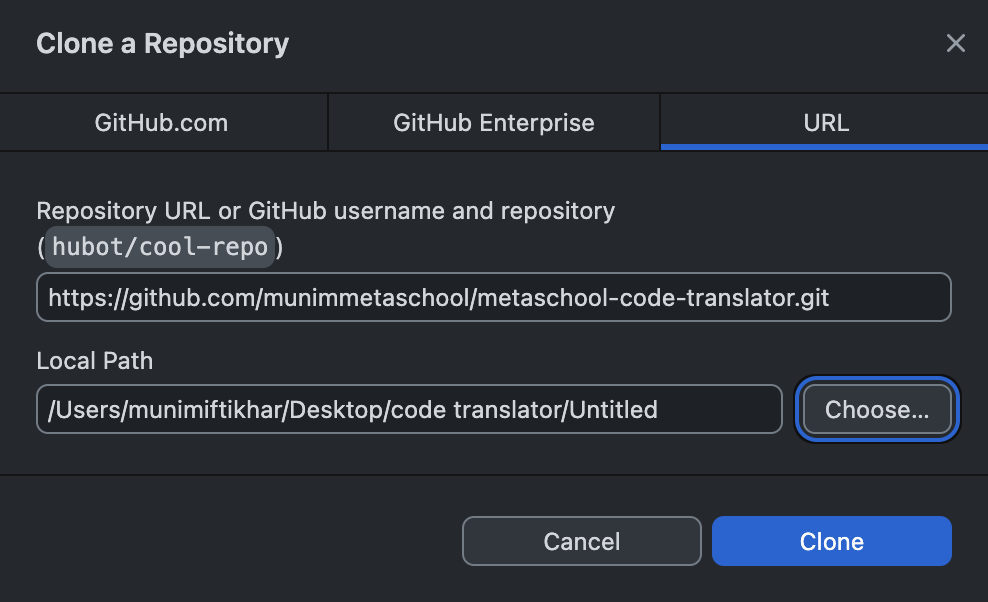 Clone a Repository
GitHub.com
GitHub Enterprise
URL
Repository URL or GitHub username and repository
(hubot/cool-repo)
https://github.com/munimmetaschool/metaschool-code-translator.git
Local Path
/Users/munimiftikhar/Desktop/code translator/Untitled
Choose...
Cancel
Clone